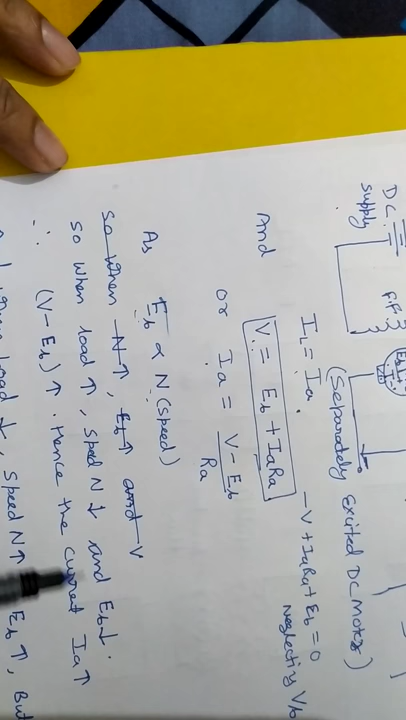 DC
supply
F.F
(Separately Excited DC Motor)
IL = Ia
-V + IaRa + Eb = 0
And V = Eb + IaRa
neglecting Vb
or Ia = V - Eb / Ra
As Eb ∝ N (speed)
So when N↑, Eb↑ and V
So when load ↑, speed N ↓ and Eb↓.
∴ (V - Eb) ↑. Hence the current Ia↑
load ↓, Speed N↑ Eb↑, But